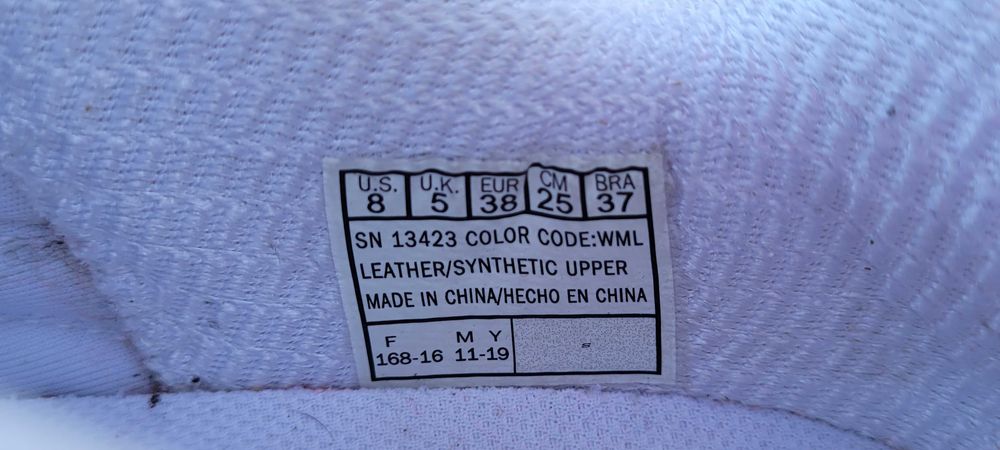 U.S. U.K. EUR CM BRA
8 5 38 25 37
SN 13423 COLOR CODE:WML
LEATHER/SYNTHETIC UPPER
MADE IN CHINA/HECHO EN CHINA
F M Y
168-16 11-19